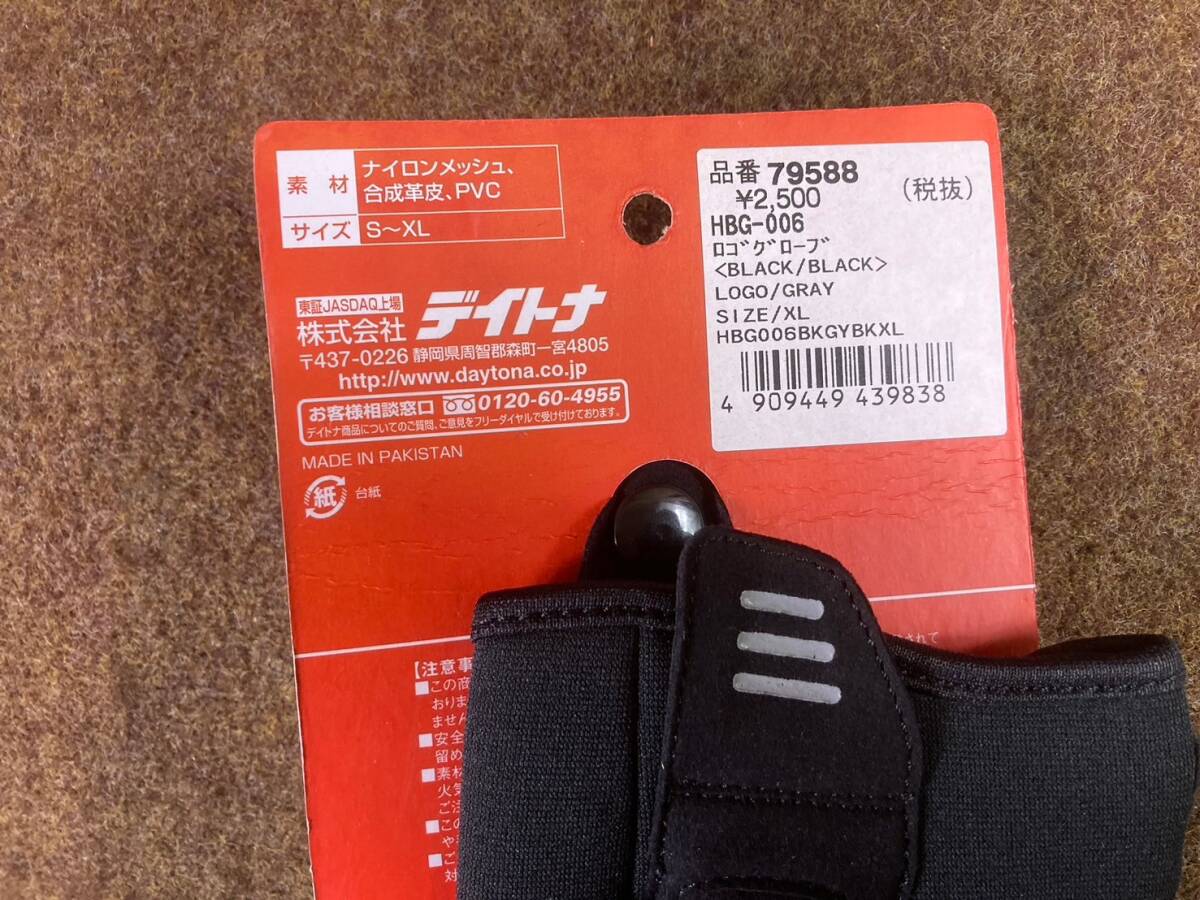 素材 ナイロンメッシュ、
合成革皮、PVC
サイズ S〜XL
東証JASDAQ上場
株式会社 デイトナ
〒437-0226 静岡県周智郡森町一宮4805
http://www.daytona.co.jp
お客様相談窓口 0120-60-4955
デイトナ商品についてのご質問、ご意見をフリーダイヤルで受け付けております。
MADE IN PAKISTAN
紙 台紙
品番 79588
¥2,500 (税抜)
HBG-006
ﾛｺﾞｸﾞﾛｰﾌﾞ
<BLACK/BLACK>
LOGO/GRAY
SIZE/XL
HBG006BKGYBKXL
4 909449 439838
されて
【注意事
■この商
おりま
ません
■安全
留め
■素材
火気
ご注
■この
や
■ご
対